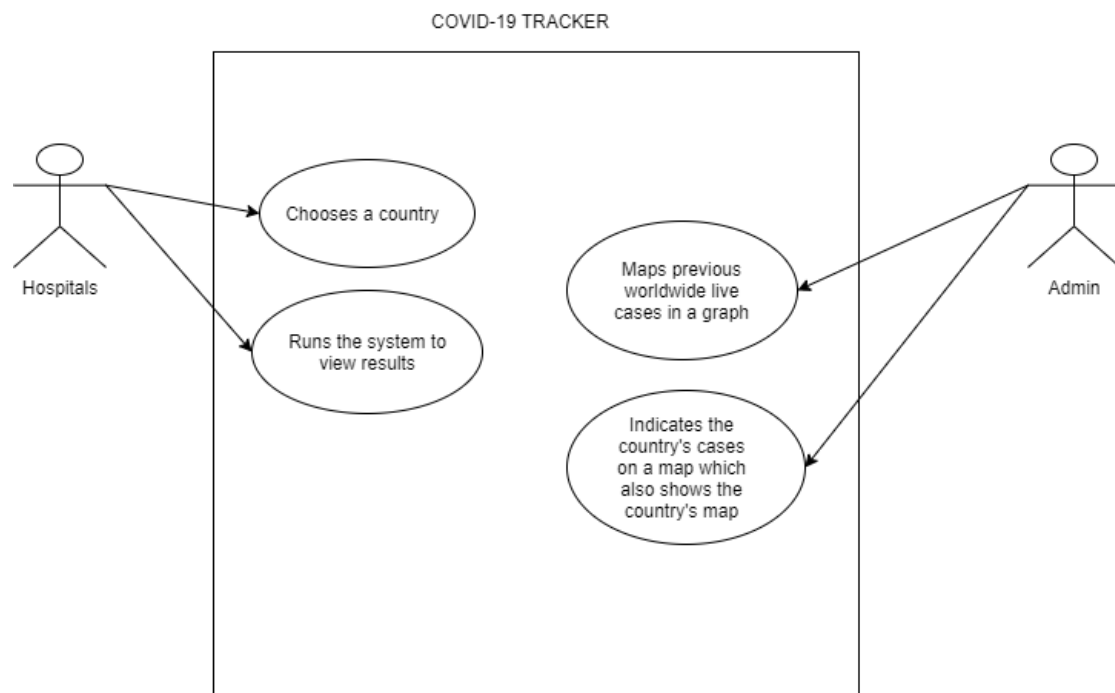 COVID-19 TRACKER
Chooses a country
Hospitals
Runs the system to
view results
Maps previous
worldwide live
cases in a graph
Admin
Indicates the
country's cases
on a map which
also shows the
country's map